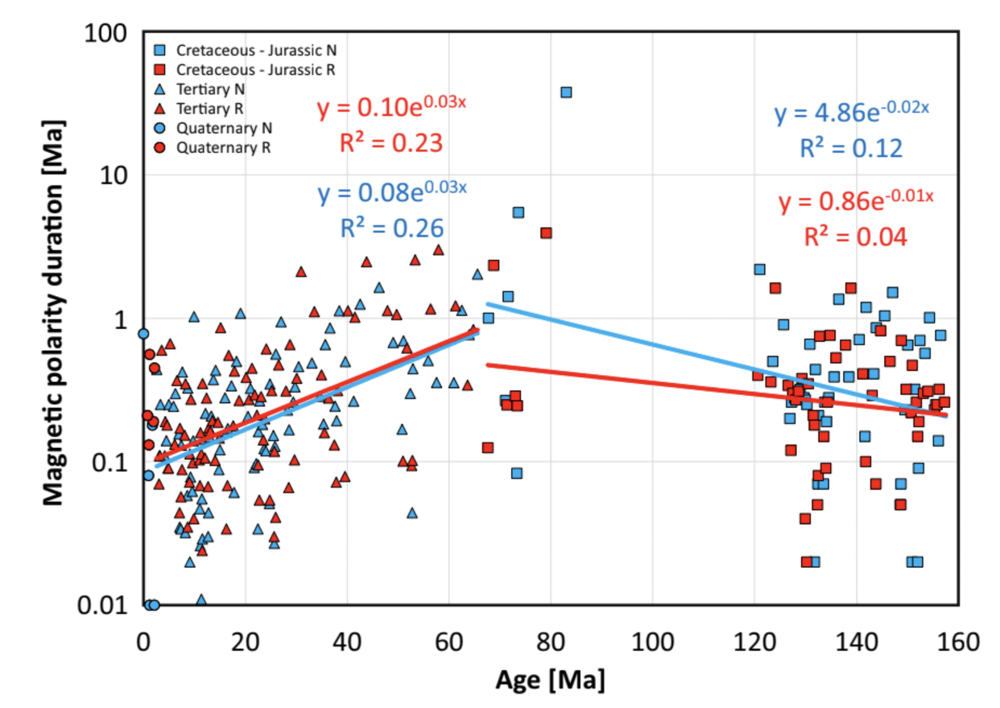 100
10
1
0.1
0.01
Magnetic polarity duration [Ma]
Cretaceous - Jurassic N
Cretaceous - Jurassic R
Tertiary N
Tertiary R
Quaternary N
Quaternary R
y = 0.10e^0.03x
R² = 0.23
y = 0.08e^0.03x
R² = 0.26
y = 4.86e^-0.02x
R² = 0.12
y = 0.86e^-0.01x
R² = 0.04
0 20 40 60 80 100 120 140 160
Age [Ma]